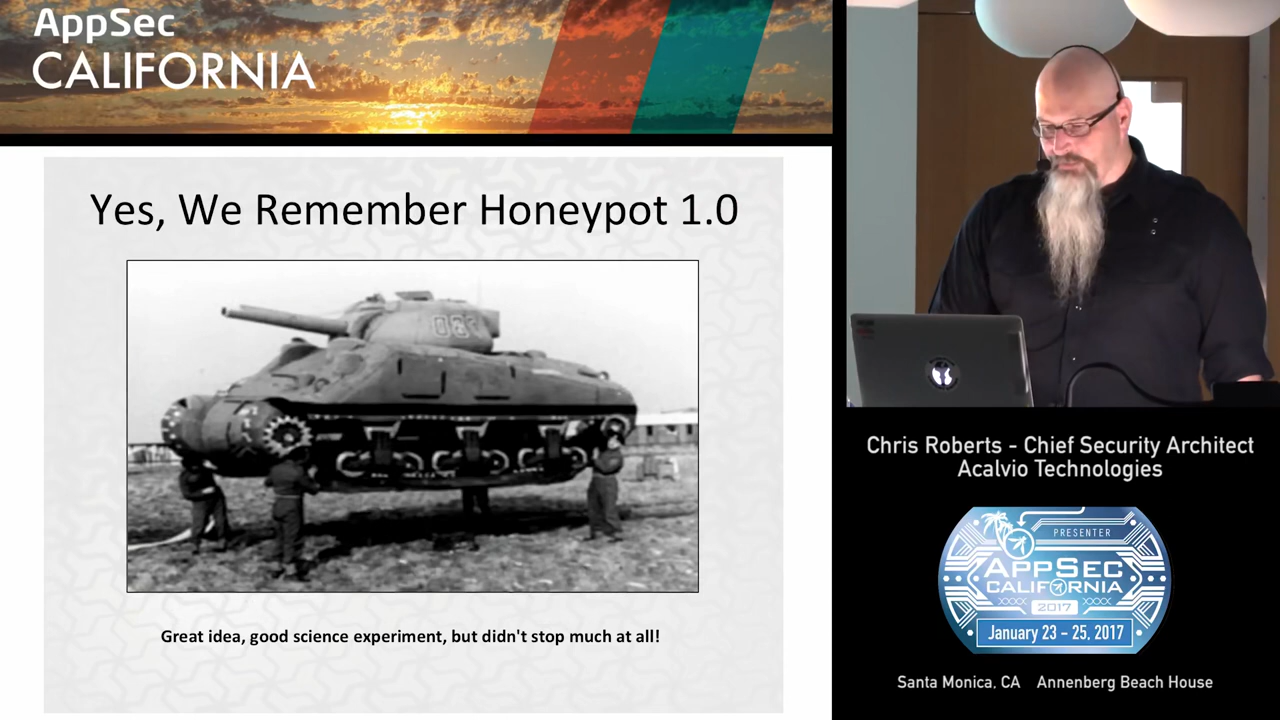 AppSec
CALIFORNIA
Yes, We Remember Honeypot 1.0
Great idea, good science experiment, but didn't stop much at all!
Chris Roberts - Chief Security Architect
Acalvio Technologies
PRESENTER
APPSEC
CALIFORNIA
XXXX 2017 XXXX
January 23 - 25, 2017
Santa Monica, CA Annenberg Beach House